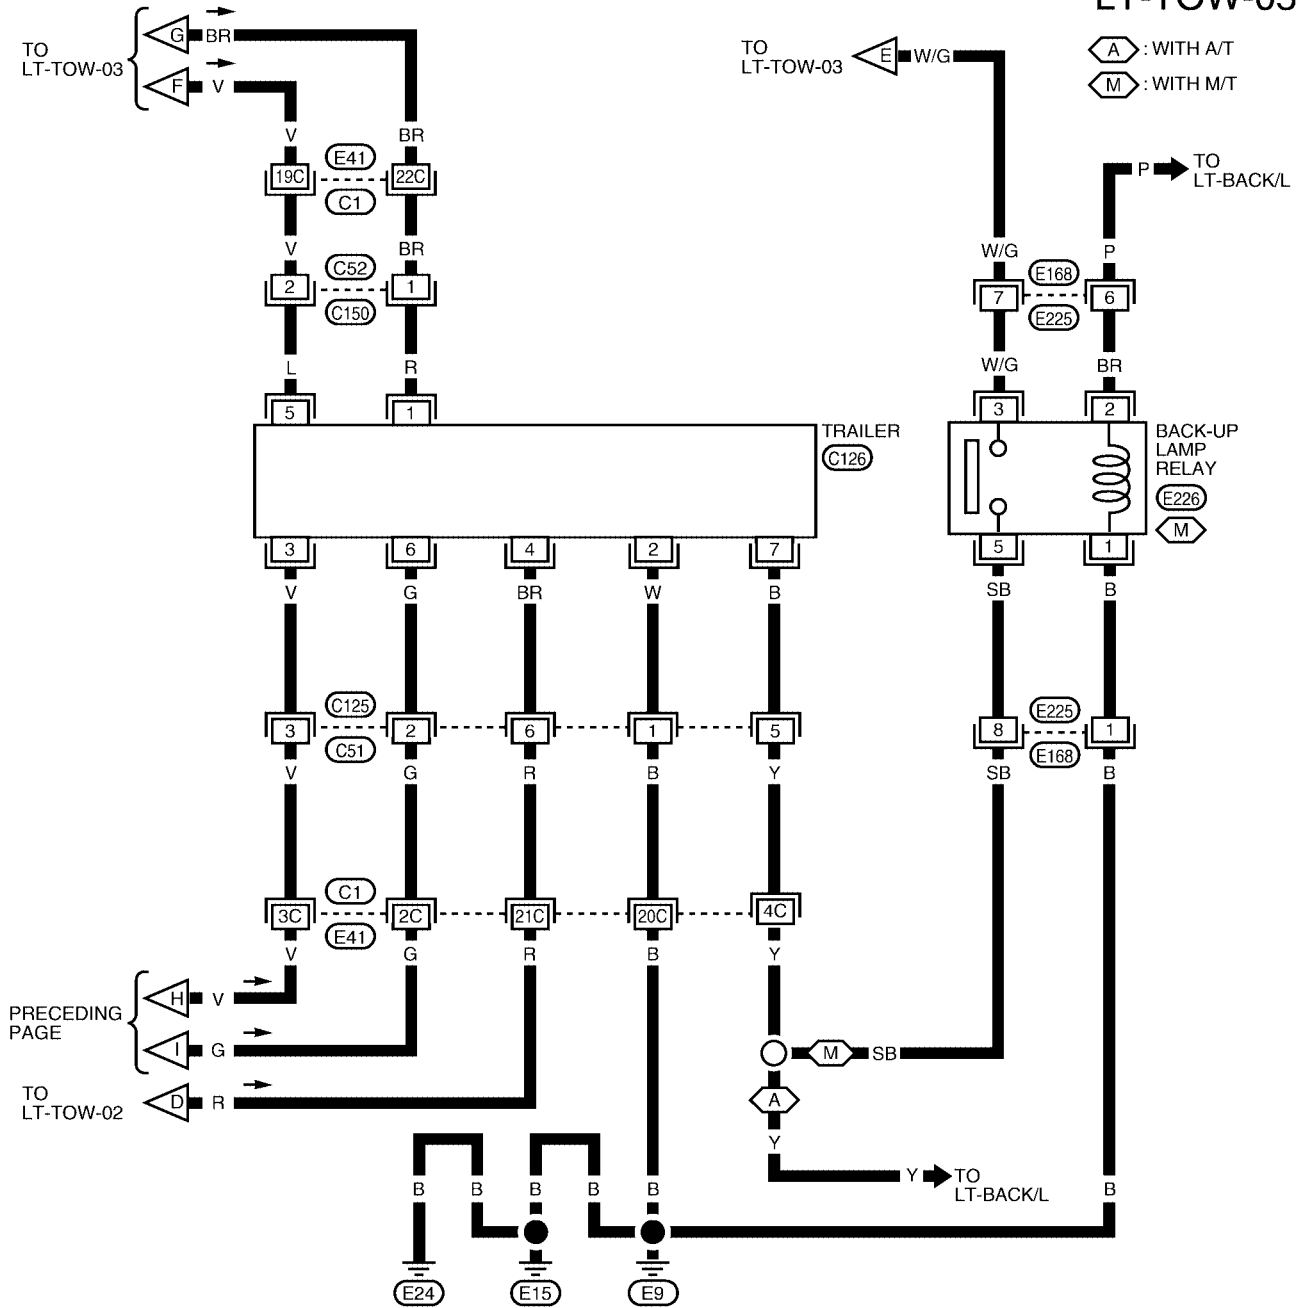 LT-TOW-05
TO
LT-TOW-03
G BR
F V
TO
LT-TOW-03
E W/G
A : WITH A/T
M : WITH M/T
P TO
LT-BACK/L
V BR
19C E41 22C
C1
V BR
W/G P
2 C52 1
C150
7 E168 6
E225
L R
W/G BR
5 1
3 2
TRAILER
C126
BACK-UP
LAMP
RELAY
E226
M
3 6 4 2 7
5 1
V G BR W B
SB B
C125
3 2 6 1 5
C51
E225
8 1
E168
V G R B Y
SB B
C1
3C 2C 21C 20C 4C
E41
V G R B Y
PRECEDING
PAGE
H V
I G
M SB
TO
LT-TOW-02
D R
A
Y
Y TO
LT-BACK/L
B B B B B B
E24 E15 E9